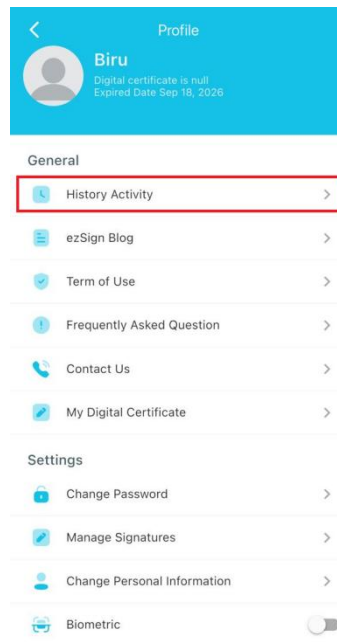 Profile
Biru
Digital certificate is null
Expired Date Sep 18, 2026
General
History Activity
ezSign Blog
Term of Use
Frequently Asked Question
Contact Us
My Digital Certificate
Settings
Change Password
Manage Signatures
Change Personal Information
Biometric